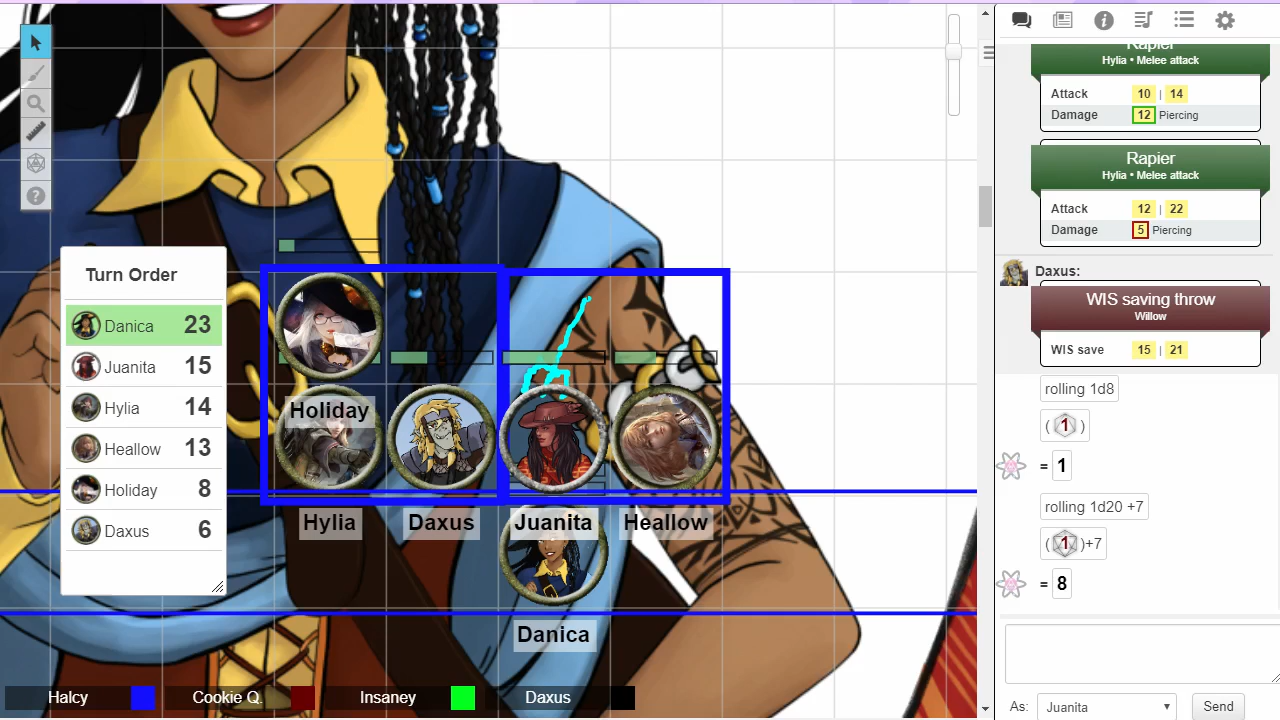 Turn Order
Danica 23
Juanita 15
Hylia 14
Heallow 13
Holiday 8
Daxus 6
Holiday
Hylia
Daxus
Juanita
Heallow
Danica
Halcy
Cookie Q.
Insaney
Daxus
Rapier
Hylia • Melee attack
Attack 10 | 14
Damage 12 Piercing
Rapier
Hylia • Melee attack
Attack 12 | 22
Damage 5 Piercing
Daxus:
WIS saving throw
Willow
WIS save 15 | 21
rolling 1d8
( 1 )
= 1
rolling 1d20 +7
( 1 )+7
= 8
As: Juanita
Send